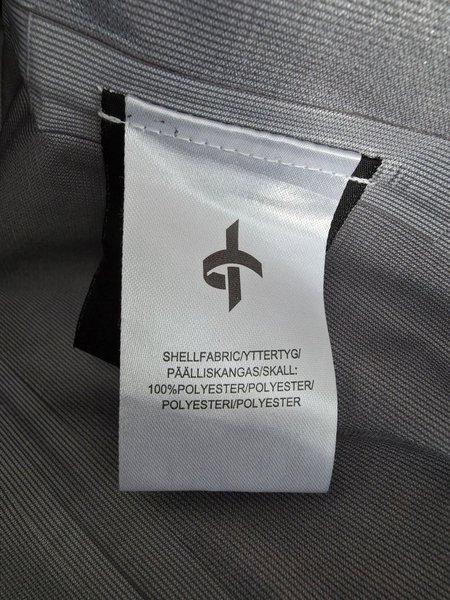 SHELLFABRIC/YTTERTYG/
PÄÄLLISKANGAS/SKALL:
100%POLYESTER/POLYESTER/
POLYESTERI/POLYESTER